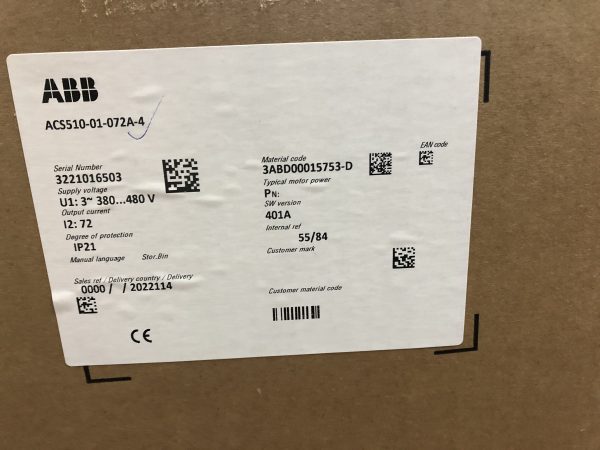 ABB
ACS510-01-072A-4
Serial Number
3221016503
Supply voltage
U1: 3~ 380...480 V
Output current
I2: 72
Degree of protection
IP21
Manual language Stor.Bin
Sales ref / Delivery country / Delivery
0000 / / 2022114
CE
Material code
3ABD00015753-D
Typical motor power
PN:
SW version
401A
Internal ref
55/84
Customer mark
Customer material code
EAN code